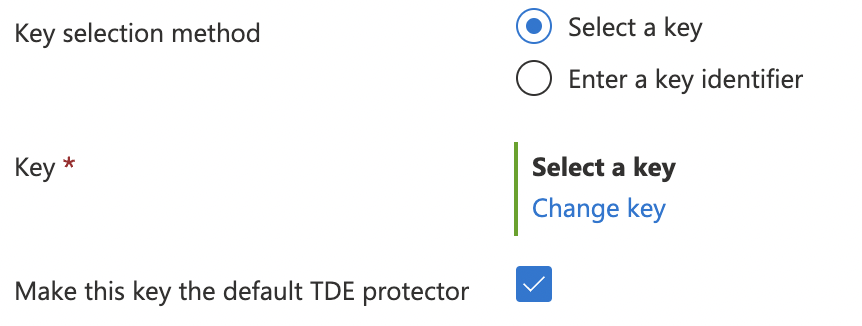 Key selection method
Select a key
Enter a key identifier
Key *
Select a key
Change key
Make this key the default TDE protector